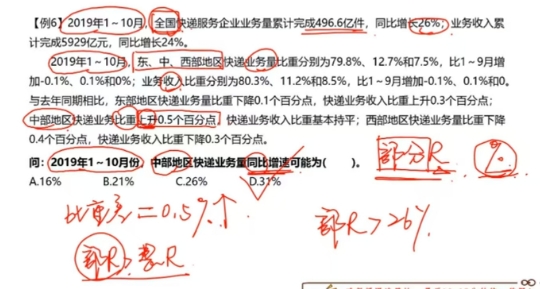 【例6】2019年1~10月，全国快递服务企业业务量累计完成496.6亿件，同比增长26%；业务收入累
计完成5929亿元，同比增长24%。
2019年1~10月，东、中、西部地区快递业务量比重分别为79.8%、12.7%和7.5%，比1~9月增
加-0.1%、0.1%和0%；业务收入比重分别为80.3%、11.2%和8.5%，比1~9月增加-0.1%、0.1%和0。
与去年同期相比，东部地区快递业务量比重下降0.1个百分点，快递业务收入比重上升0.3个百分点；
中部地区快递业务比重上升0.5个百分点，快递业务收入比重基本持平；西部地区快递业务量比重下降
0.4个百分点，快递业务收入比重下降0.3个百分点。
问：2019年1~10月份，中部地区快递业务量同比增速可能为( )。
A.16% B.21% C.26% D.31%
部分R %
比重差=0.5%↑
部R>26%
部R>整R